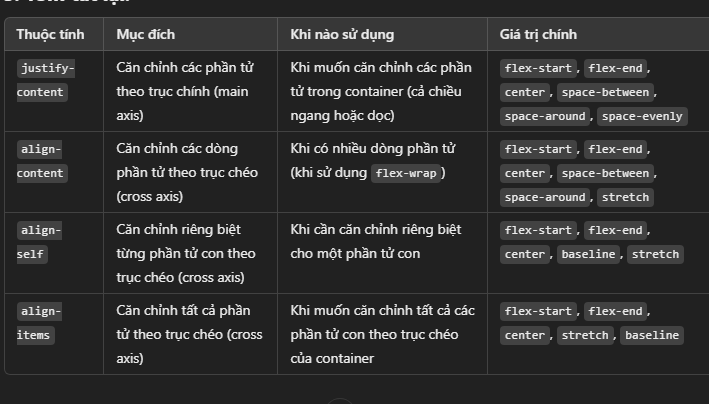 Thuộc tính Mục đích Khi nào sử dụng Giá trị chính
justify- Căn chỉnh các phần tử Khi muốn căn chỉnh các phần flex-start, flex-end,
content theo trục chính (main tử trong container (cả chiều center, space-between,
axis) ngang hoặc dọc) space-around, space-evenly
align- Căn chỉnh các dòng Khi có nhiều dòng phần tử flex-start, flex-end,
content phần tử theo trục chéo (khi sử dụng flex-wrap) center, space-between,
(cross axis) space-around, stretch
align- Căn chỉnh riêng biệt Khi cần căn chỉnh riêng biệt flex-start, flex-end,
self từng phần tử con theo cho một phần tử con center, baseline, stretch
trục chéo (cross axis)
align- Căn chỉnh tất cả phần Khi muốn căn chỉnh tất cả các flex-start, flex-end,
items tử theo trục chéo (cross phần tử con theo trục chéo center, stretch, baseline
axis) của container